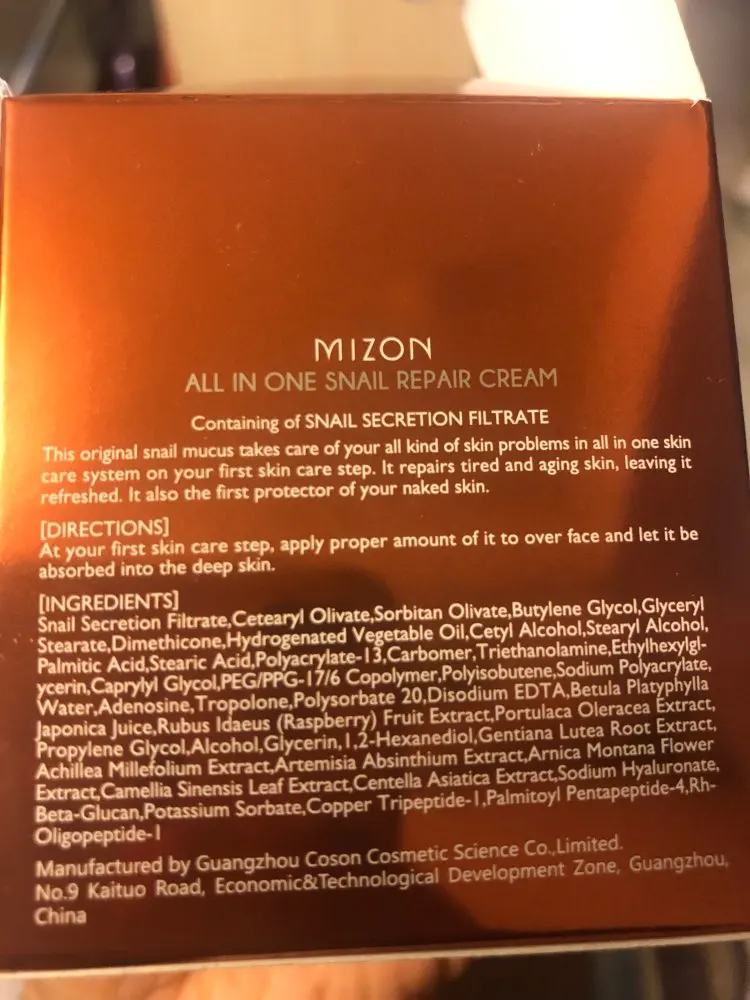 MIZON
ALL IN ONE SNAIL REPAIR CREAM
Containing of SNAIL SECRETION FILTRATE
This original snail mucus takes care of your all kind of skin problems in all in one skin
care system on your first skin care step. It repairs tired and aging skin, leaving it
refreshed. It also the first protector of your naked skin.
[DIRECTIONS]
At your first skin care step, apply proper amount of it to over face and let it be
absorbed into the deep skin.
[INGREDIENTS]
Snail Secretion Filtrate,Cetearyl Olivate,Sorbitan Olivate,Butylene Glycol,Glyceryl
Stearate,Dimethicone,Hydrogenated Vegetable Oil,Cetyl Alcohol,Stearyl Alcohol,
Palmitic Acid,Stearic Acid,Polyacrylate-13,Carbomer,Triethanolamine,Ethylhexylgl-
ycerin,Caprylyl Glycol,PEG/PPG-17/6 Copolymer,Polyisobutene,Sodium Polyacrylate,
Water,Adenosine,Tropolone,Polysorbate 20,Disodium EDTA,Betula Platyphylla
Japonica Juice,Rubus Idaeus (Raspberry) Fruit Extract,Portulaca Oleracea Extract,
Propylene Glycol,Alcohol,Glycerin,1,2-Hexanediol,Gentiana Lutea Root Extract,
Achillea Millefolium Extract,Artemisia Absinthium Extract,Arnica Montana Flower
Extract,Camellia Sinensis Leaf Extract,Centella Asiatica Extract,Sodium Hyaluronate,
Beta-Glucan,Potassium Sorbate,Copper Tripeptide-1,Palmitoyl Pentapeptide-4,Rh-
Oligopeptide-1
Manufactured by Guangzhou Coson Cosmetic Science Co.,Limited.
No.9 Kaituo Road, Economic&Technological Development Zone, Guangzhou,
China